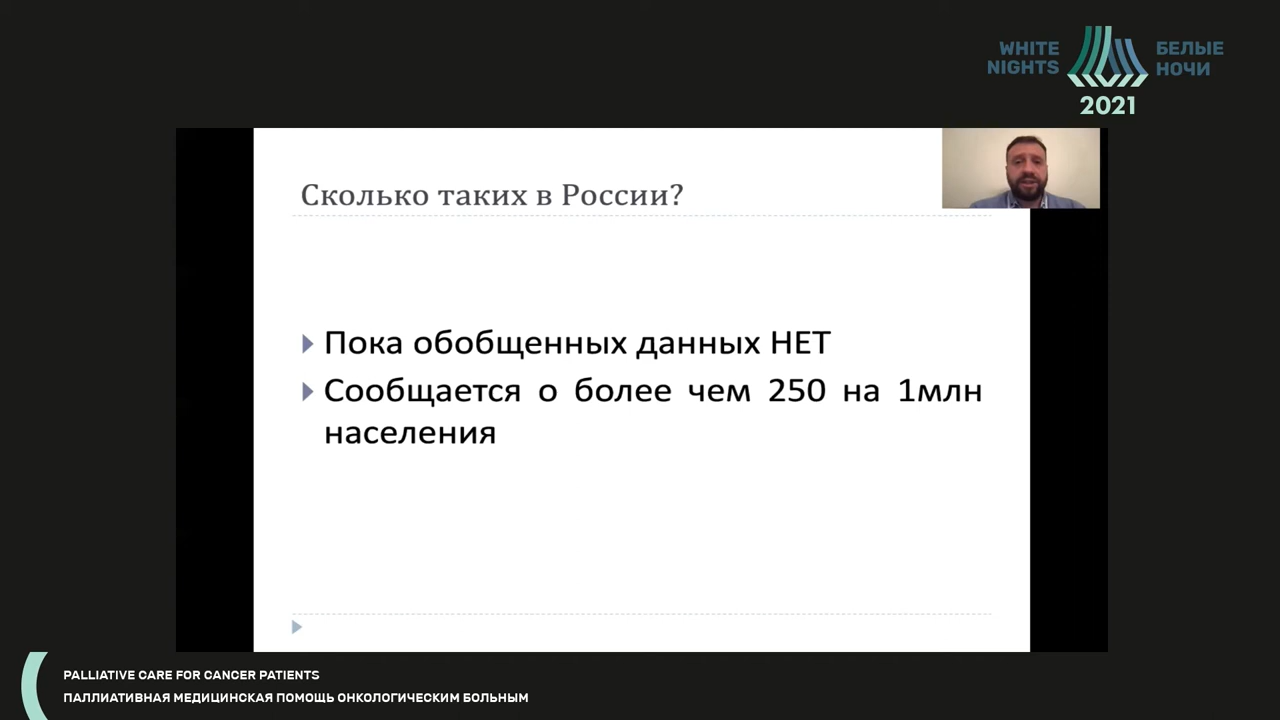 WHITE
NIGHTS
БЕЛЫЕ
НОЧИ
2021
Сколько таких в России?
Пока обобщенных данных НЕТ
Сообщается о более чем 250 на 1млн
населения
PALLIATIVE CARE FOR CANCER PATIENTS
ПАЛЛИАТИВНАЯ МЕДИЦИНСКАЯ ПОМОЩЬ ОНКОЛОГИЧЕСКИМ БОЛЬНЫМ